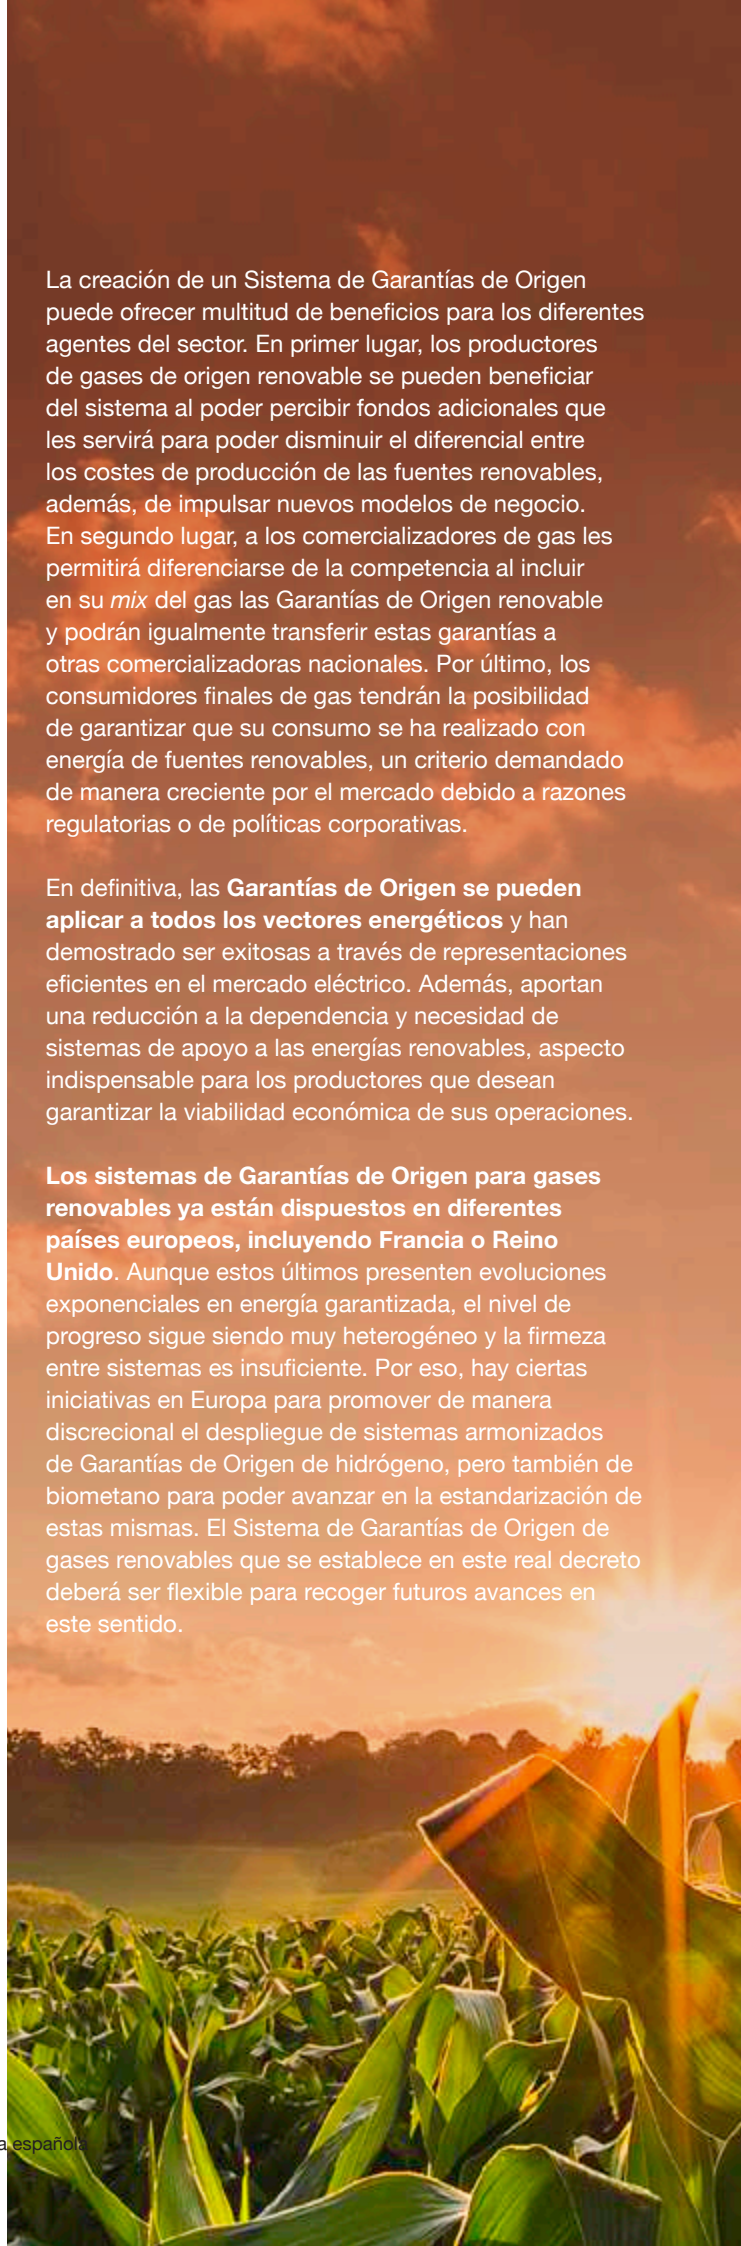 La creación de un Sistema de Garantías de Origen
puede ofrecer multitud de beneficios para los diferentes
agentes del sector. En primer lugar, los productores
de gases de origen renovable se pueden beneficiar
del sistema al poder percibir fondos adicionales que
les servirá para poder disminuir el diferencial entre
los costes de producción de las fuentes renovables,
además, de impulsar nuevos modelos de negocio.
En segundo lugar, a los comercializadores de gas les
permitirá diferenciarse de la competencia al incluir
en su mix del gas las Garantías de Origen renovable
y podrán igualmente transferir estas garantías a
otras comercializadoras nacionales. Por último, los
consumidores finales de gas tendrán la posibilidad
de garantizar que su consumo se ha realizado con
energía de fuentes renovables, un criterio demandado
de manera creciente por el mercado debido a razones
regulatorias o de políticas corporativas.
En definitiva, las Garantías de Origen se pueden
aplicar a todos los vectores energéticos y han
demostrado ser exitosas a través de representaciones
eficientes en el mercado eléctrico. Además, aportan
una reducción a la dependencia y necesidad de
sistemas de apoyo a las energías renovables, aspecto
indispensable para los productores que desean
garantizar la viabilidad económica de sus operaciones.
Los sistemas de Garantías de Origen para gases
renovables ya están dispuestos en diferentes
países europeos, incluyendo Francia o Reino
Unido. Aunque estos últimos presenten evoluciones
exponenciales en energía garantizada, el nivel de
progreso sigue siendo muy heterogéneo y la firmeza
entre sistemas es insuficiente. Por eso, hay ciertas
iniciativas en Europa para promover de manera
discrecional el despliegue de sistemas armonizados
de Garantías de Origen de hidrógeno, pero también de
biometano para poder avanzar en la estandarización de
estas mismas. El Sistema de Garantías de Origen de
gases renovables que se establece en este real decreto
deberá ser flexible para recoger futuros avances en
este sentido.
a española